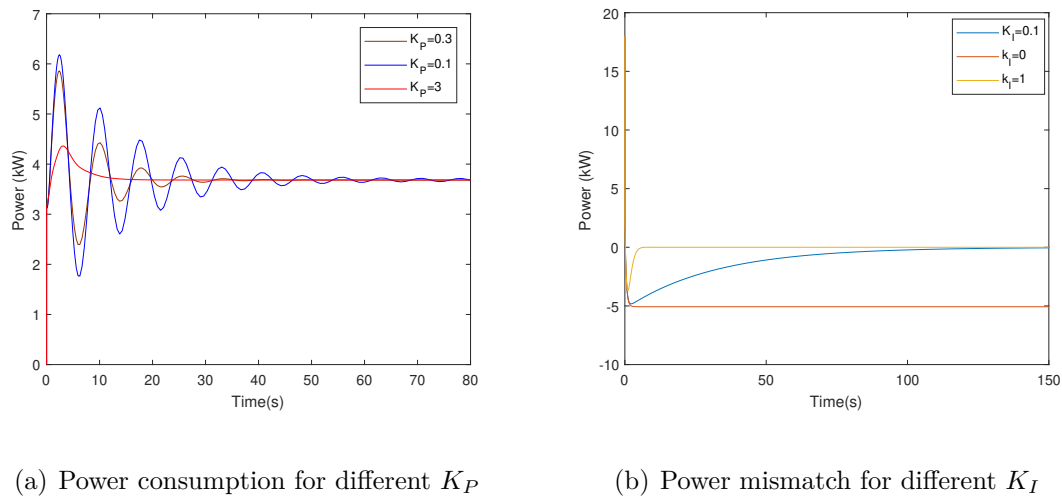 7
6
5
4
3
2
1
0
Power (kW)
K_P=0.3
K_P=0.1
K_P=3
0 10 20 30 40 50 60 70 80
Time(s)
20
15
10
5
0
-5
-10
Power (kW)
K_I=0.1
k_I=0
k_I=1
0 50 100 150
Time(s)
(a) Power consumption for different K_P
(b) Power mismatch for different K_I